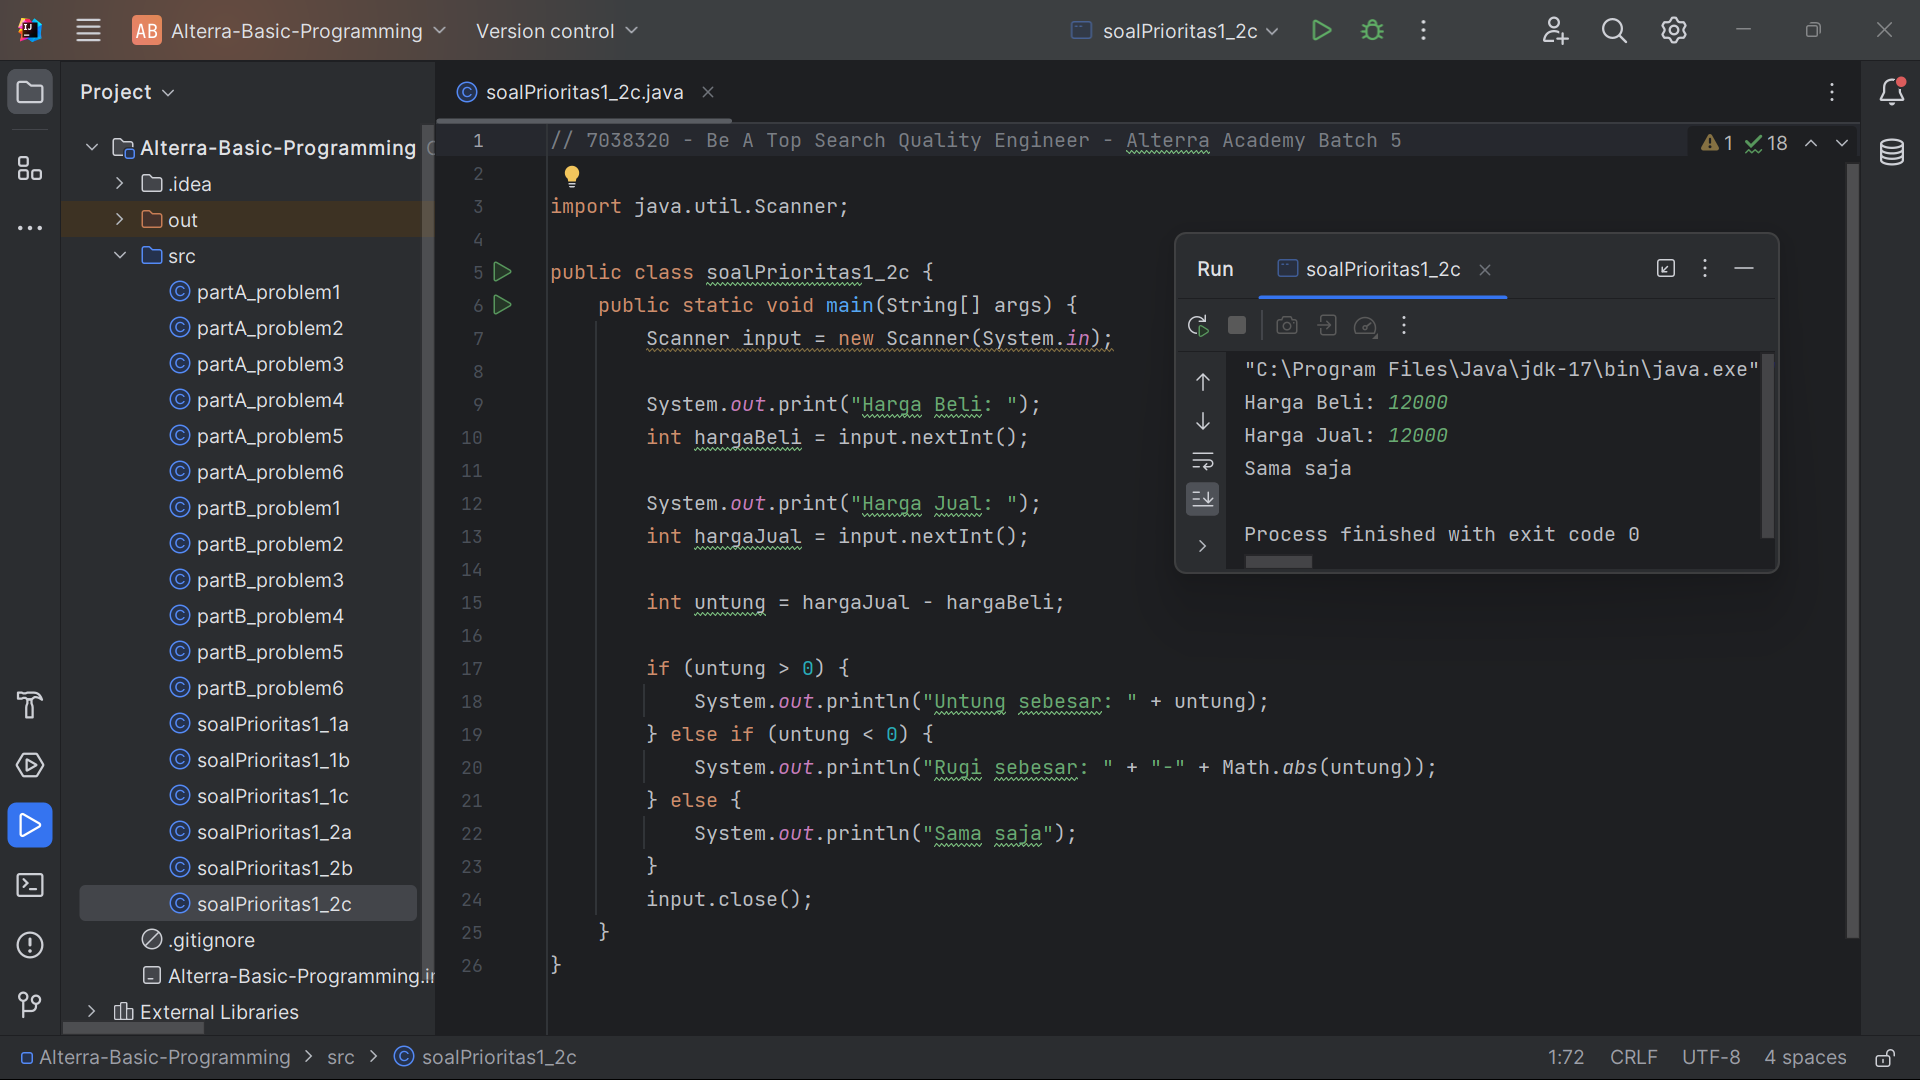 AB Alterra-Basic-Programming Version control soalPrioritas1_2c
Project
Alterra-Basic-Programming
.idea
out
src
partA_problem1
partA_problem2
partA_problem3
partA_problem4
partA_problem5
partA_problem6
partB_problem1
partB_problem2
partB_problem3
partB_problem4
partB_problem5
partB_problem6
soalPrioritas1_1a
soalPrioritas1_1b
soalPrioritas1_1c
soalPrioritas1_2a
soalPrioritas1_2b
soalPrioritas1_2c
.gitignore
Alterra-Basic-Programming.i
External Libraries
soalPrioritas1_2c.java
1 // 7038320 - Be A Top Search Quality Engineer - Alterra Academy Batch 5
2
3 import java.util.Scanner;
4
5 public class soalPrioritas1_2c {
6 public static void main(String[] args) {
7 Scanner input = new Scanner(System.in);
8
9 System.out.print("Harga Beli: ");
10 int hargaBeli = input.nextInt();
11
12 System.out.print("Harga Jual: ");
13 int hargaJual = input.nextInt();
14
15 int untung = hargaJual - hargaBeli;
16
17 if (untung > 0) {
18 System.out.println("Untung sebesar: " + untung);
19 } else if (untung < 0) {
20 System.out.println("Rugi sebesar: " + "-" + Math.abs(untung));
21 } else {
22 System.out.println("Sama saja");
23 }
24 input.close();
25 }
26 }
1 18
Run soalPrioritas1_2c
"C:\Program Files\Java\jdk-17\bin\java.exe"
Harga Beli: 12000
Harga Jual: 12000
Sama saja
Process finished with exit code 0
Alterra-Basic-Programming > src > soalPrioritas1_2c
1:72 CRLF UTF-8 4 spaces